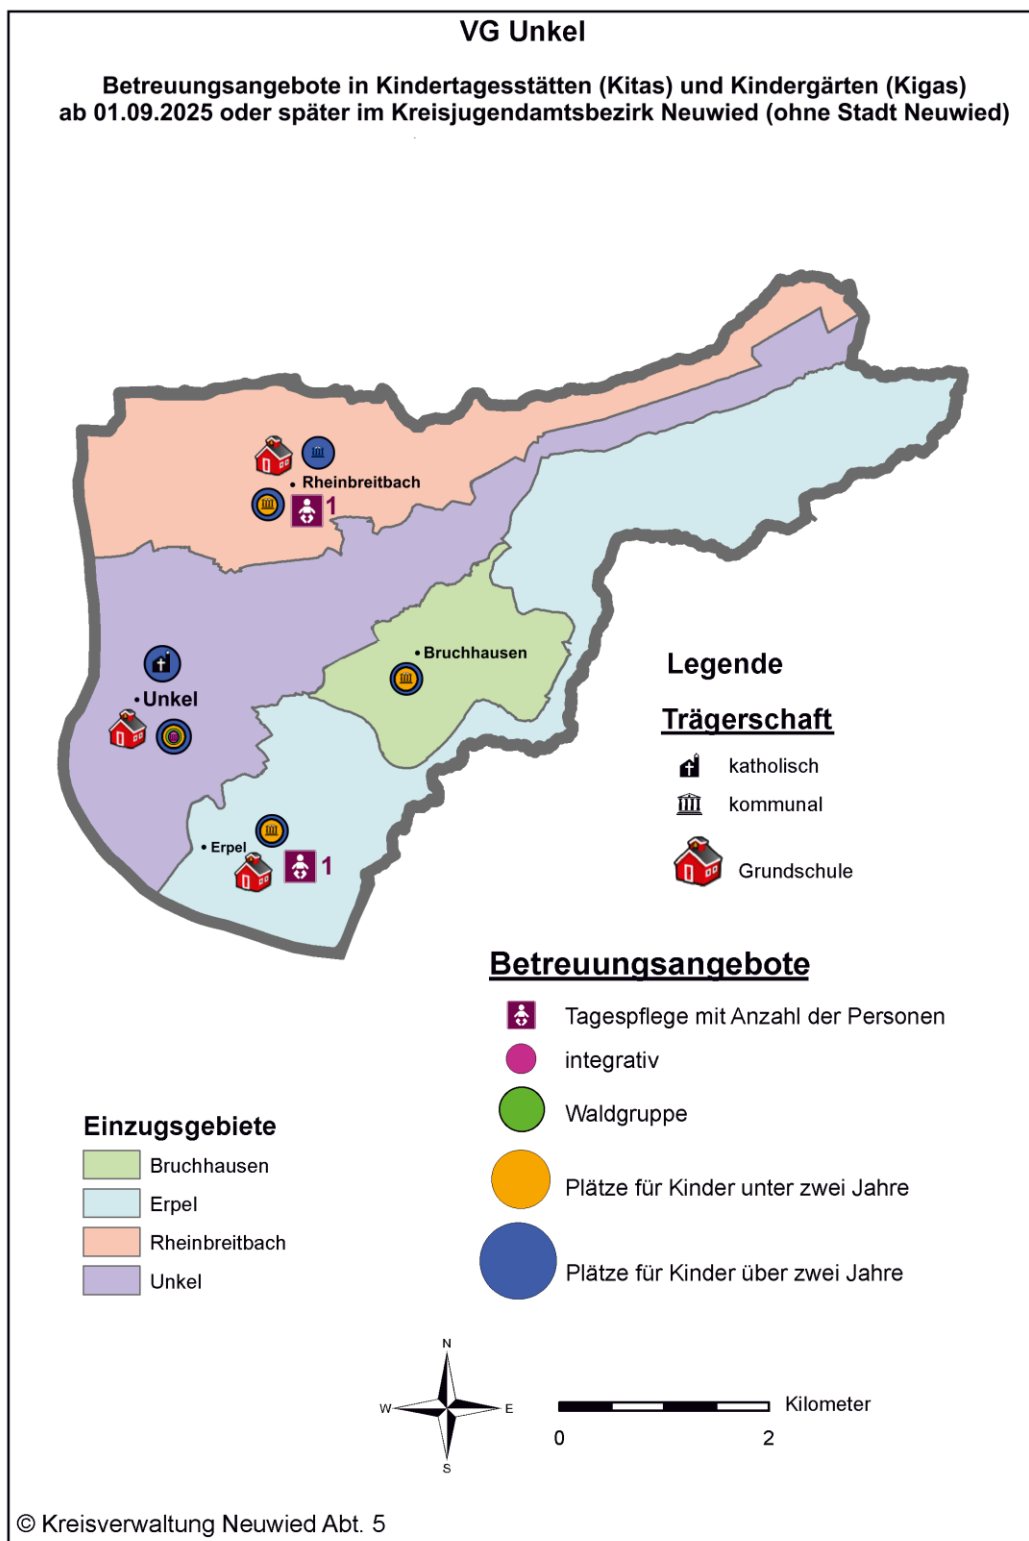 VG Unkel
Betreuungsangebote in Kindertagesstätten (Kitas) und Kindergärten (Kigas)
ab 01.09.2025 oder später im Kreisjugendamtsbezirk Neuwied (ohne Stadt Neuwied)
Rheinbreitbach
1
Bruchhausen
Unkel
Erpel
1
Legende
Trägerschaft
katholisch
kommunal
Grundschule
Betreuungsangebote
Tagespflege mit Anzahl der Personen
integrativ
Waldgruppe
Plätze für Kinder unter zwei Jahre
Plätze für Kinder über zwei Jahre
Einzugsgebiete
Bruchhausen
Erpel
Rheinbreitbach
Unkel
N
W
E
S
Kilometer
0 2
© Kreisverwaltung Neuwied Abt. 5